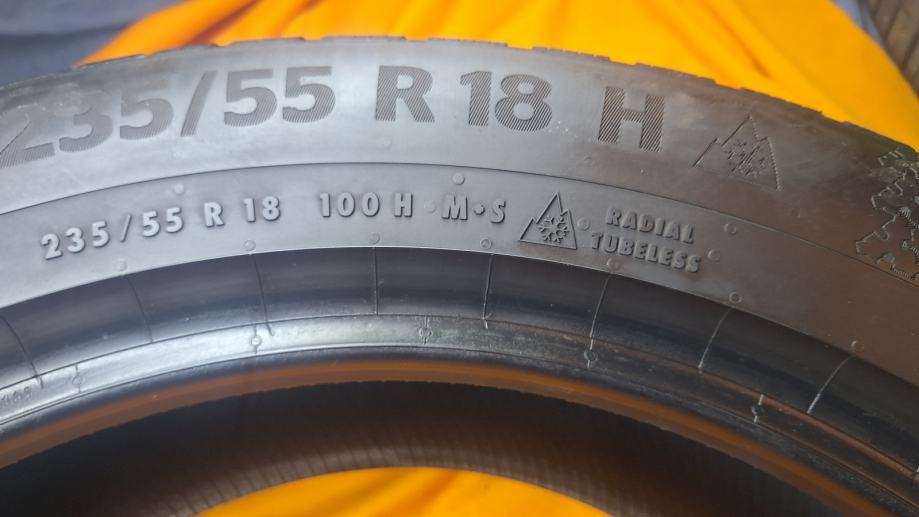 235/55 R 18 H
235/55 R 18 100 H M•S
RADIAL
TUBELESS